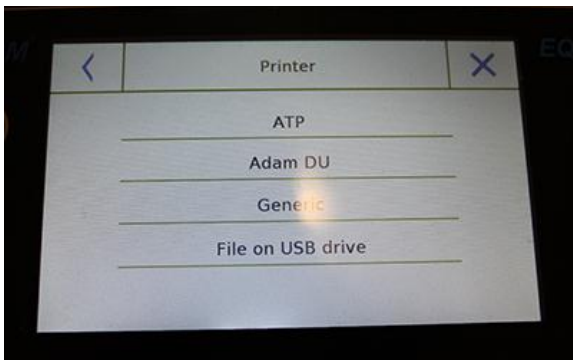 Printer
ATP
Adam DU
Generic
File on USB drive